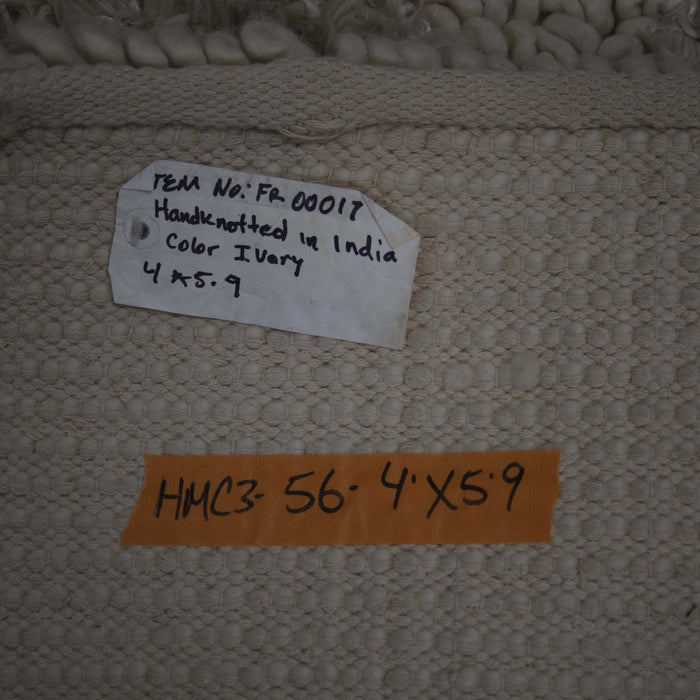 TEM NO: FR 00017
Handknotted in India
Color IVory
4 x 5.9
HMC3- 56- 4'X5'9